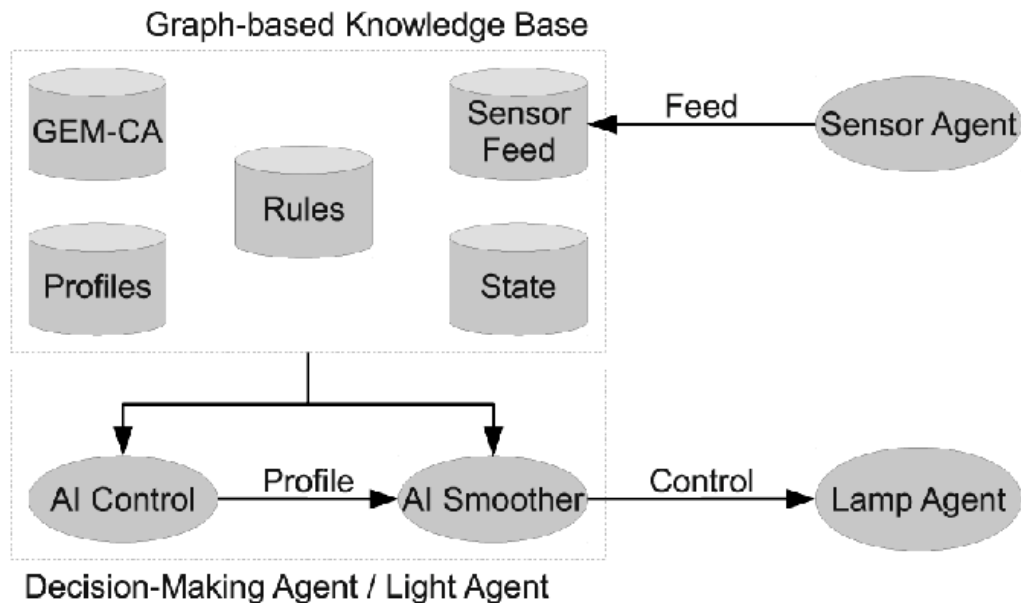 Graph-based Knowledge Base
GEM-CA
Sensor
Feed
Feed
Sensor Agent
Rules
Profiles
State
AI Control
Profile
AI Smoother
Control
Lamp Agent
Decision-Making Agent / Light Agent